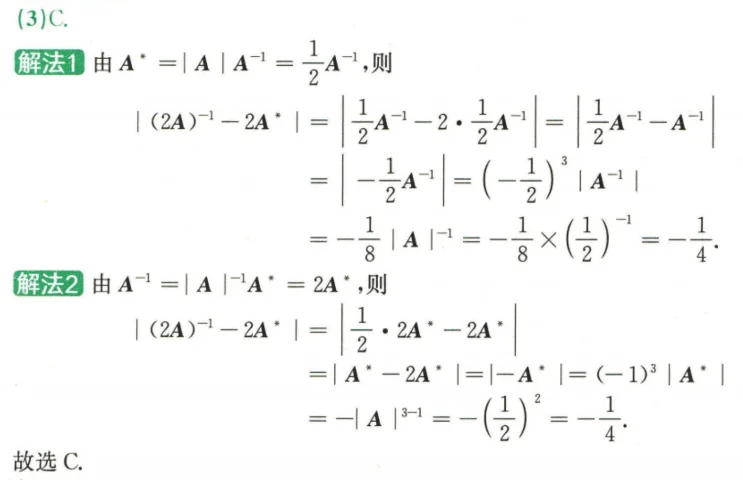 (3)C.
解法1 由 A* =| A | A⁻¹ = 1/2 A⁻¹,则
| (2A)⁻¹ − 2A* | = | 1/2 A⁻¹ − 2 · 1/2 A⁻¹ | = | 1/2 A⁻¹ − A⁻¹ |
= | − 1/2 A⁻¹ | = (− 1/2)³ | A⁻¹ |
= − 1/8 | A |⁻¹ = − 1/8 × (1/2)⁻¹ = − 1/4.
解法2 由 A⁻¹ =| A |⁻¹A* = 2A*,则
| (2A)⁻¹ − 2A* | = | 1/2 · 2A* − 2A* |
=| A* − 2A* |=|− A* |= (− 1)³ | A* |
= −| A |³⁻¹ = −(1/2)² = − 1/4.
故选 C.